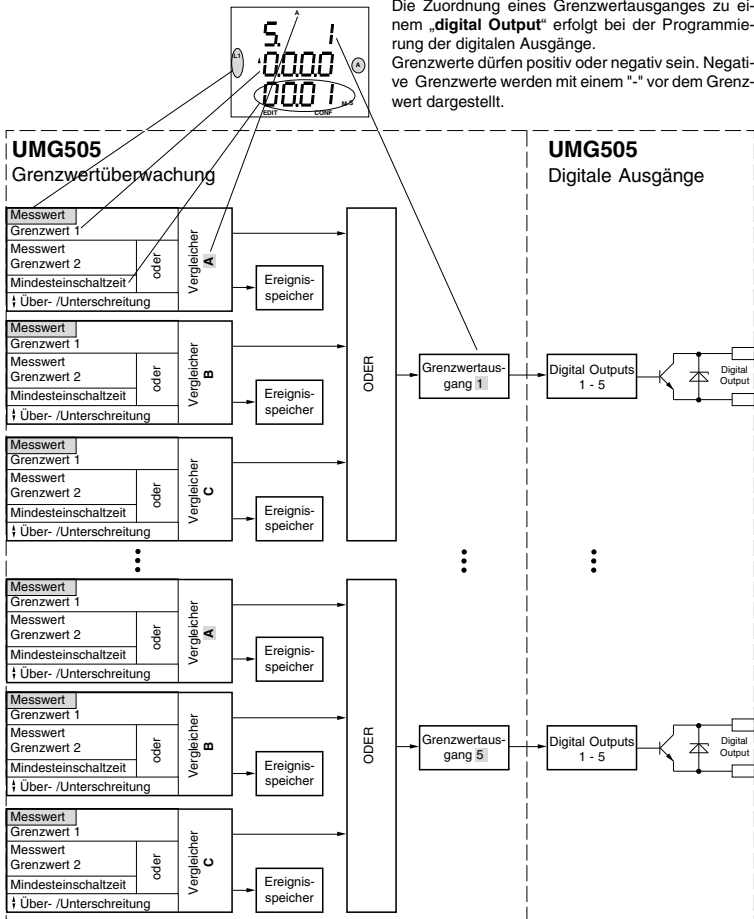 Die Zuordnung eines Grenzwertausganges zu ei-
nem „digital Output“ erfolgt bei der Programmie-
rung der digitalen Ausgänge.
Grenzwerte dürfen positiv oder negativ sein. Negati-
ve Grenzwerte werden mit einem "-" vor dem Grenz-
wert dargestellt.
A
S. 1
L1
0.0.0.0
A
00.0 1
M S
EDIT CONF
UMG505
Grenzwertüberwachung
UMG505
Digitale Ausgänge
Messwert
Grenzwert 1
Messwert
Grenzwert 2
oder
Mindesteinschaltzeit
Über- /Unterschreitung
Vergleicher
A
Ereignis-
speicher
Messwert
Grenzwert 1
Messwert
Grenzwert 2
oder
Mindesteinschaltzeit
Über- /Unterschreitung
Vergleicher
B
Ereignis-
speicher
Messwert
Grenzwert 1
Messwert
Grenzwert 2
oder
Mindesteinschaltzeit
Über- /Unterschreitung
Vergleicher
C
Ereignis-
speicher
ODER
Grenzwertaus-
gang 1
Digital Outputs
1 - 5
Digital
Output
Messwert
Grenzwert 1
Messwert
Grenzwert 2
oder
Mindesteinschaltzeit
Über- /Unterschreitung
Vergleicher
A
Ereignis-
speicher
Messwert
Grenzwert 1
Messwert
Grenzwert 2
oder
Mindesteinschaltzeit
Über- /Unterschreitung
Vergleicher
B
Ereignis-
speicher
Messwert
Grenzwert 1
Messwert
Grenzwert 2
oder
Mindesteinschaltzeit
Über- /Unterschreitung
Vergleicher
C
Ereignis-
speicher
ODER
Grenzwertaus-
gang 5
Digital Outputs
1 - 5
Digital
Output